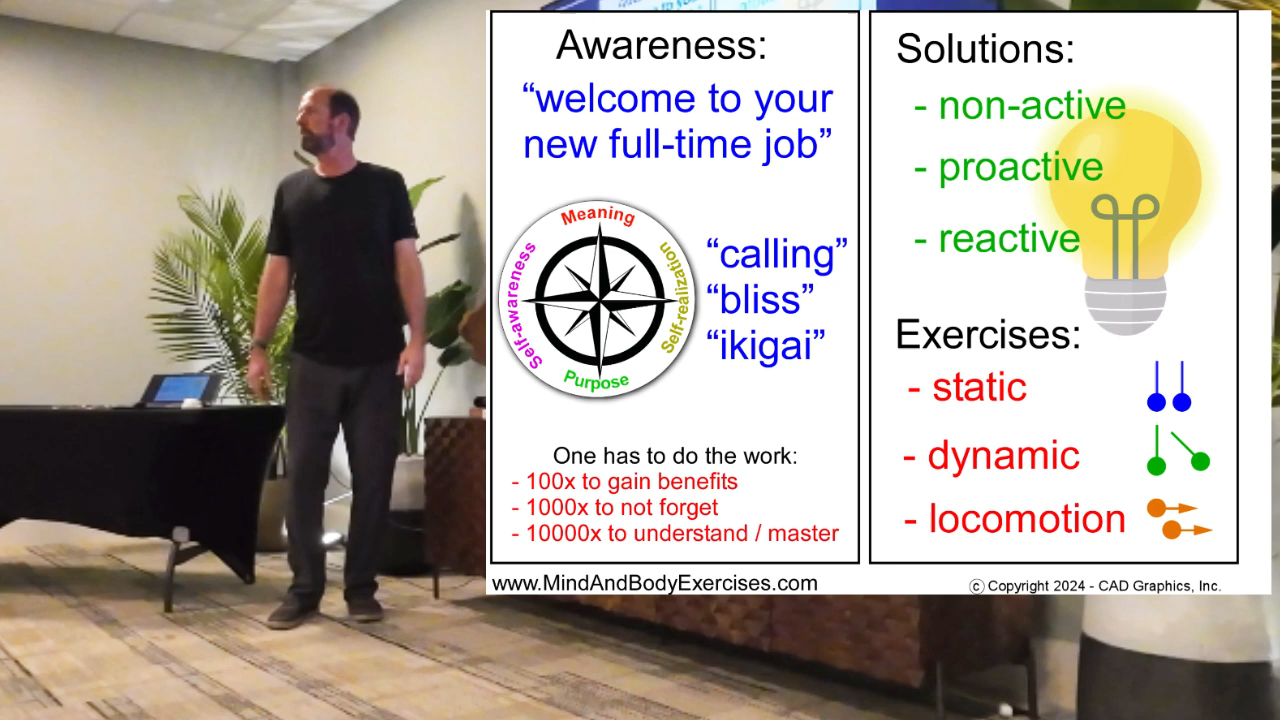 Awareness:
“welcome to your
new full-time job”
Meaning
Self-awareness
Self-realization
Purpose
“calling”
“bliss”
“ikigai”
One has to do the work:
- 100x to gain benefits
- 1000x to not forget
- 10000x to understand / master
www.MindAndBodyExercises.com
Solutions:
- non-active
- proactive
- reactive
Exercises:
- static
- dynamic
- locomotion
© Copyright 2024 - CAD Graphics, Inc.